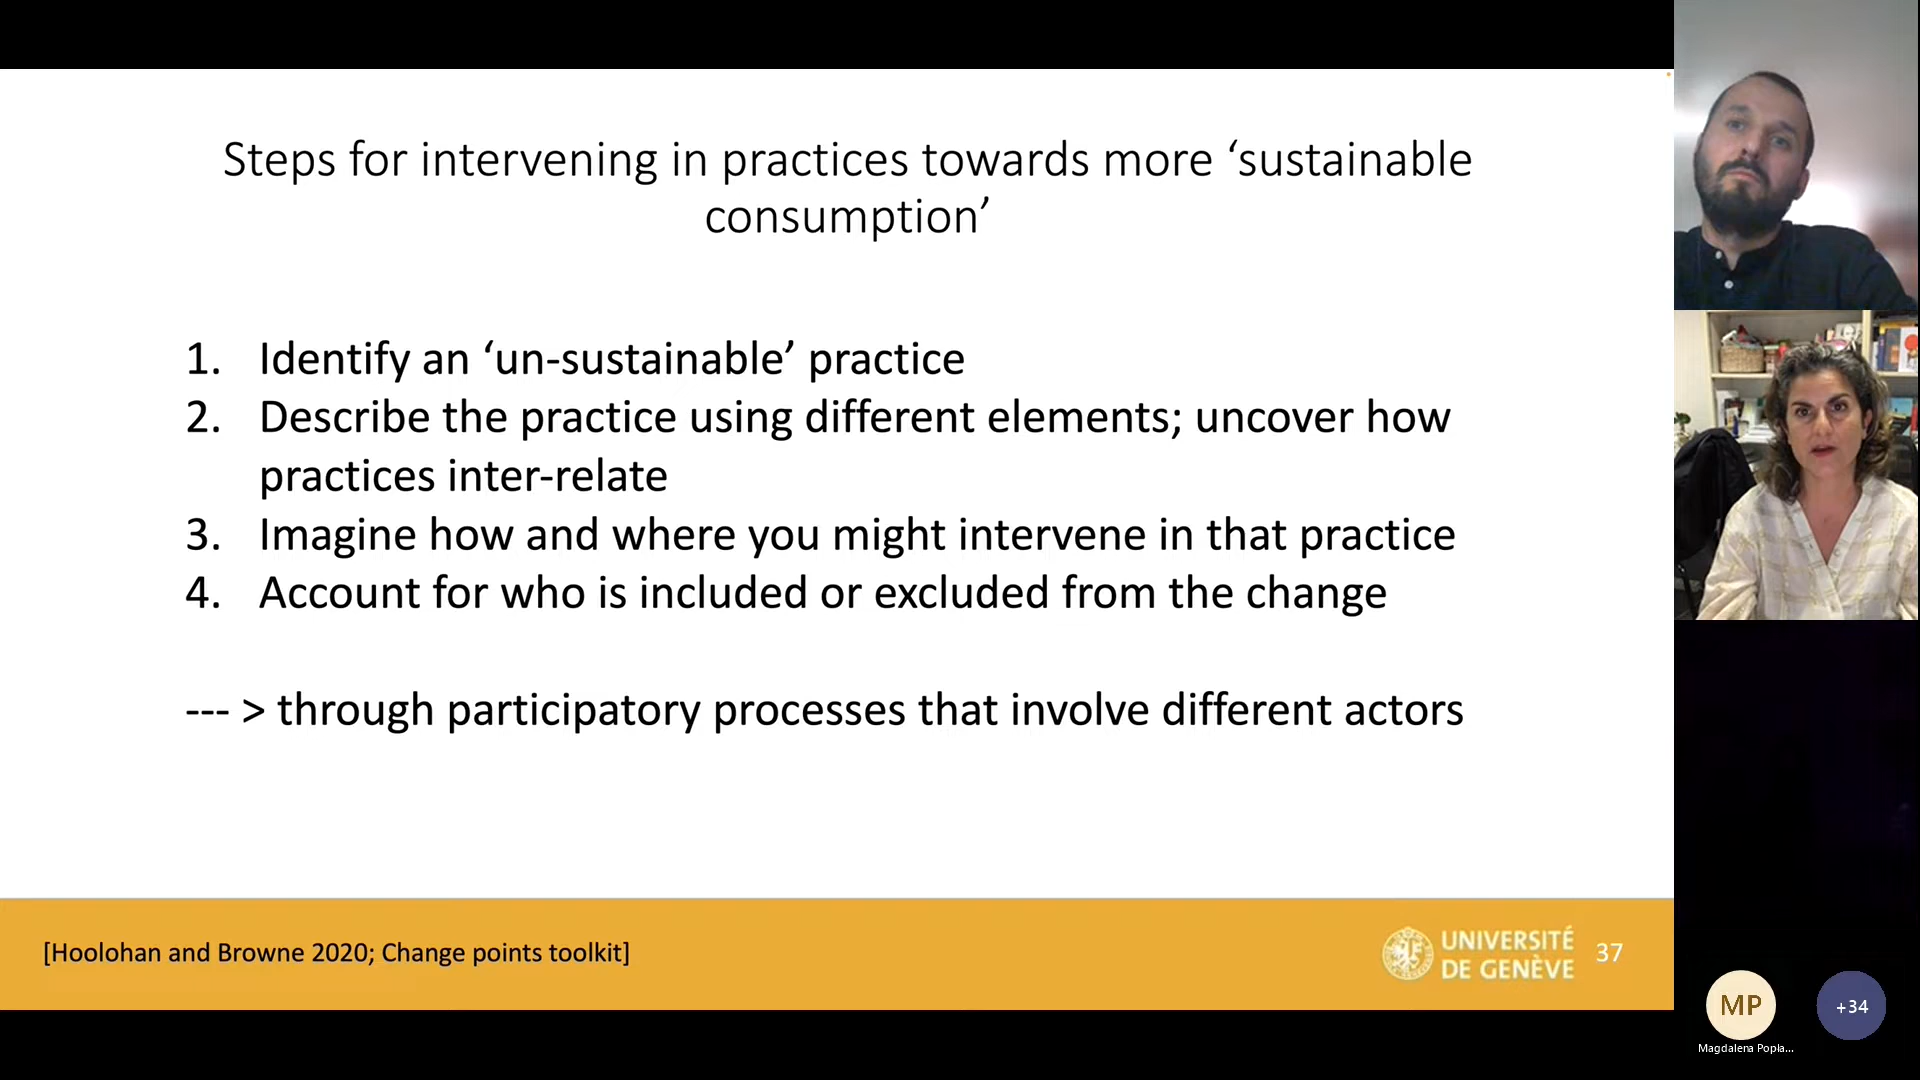 Steps for intervening in practices towards more ‘sustainable
consumption’
1. Identify an ‘un-sustainable’ practice
2. Describe the practice using different elements; uncover how
practices inter-relate
3. Imagine how and where you might intervene in that practice
4. Account for who is included or excluded from the change
--- > through participatory processes that involve different actors
[Hoolohan and Browne 2020; Change points toolkit]
UNIVERSITÉ
DE GENÈVE
37
MP
+34
Magdalena Popła...